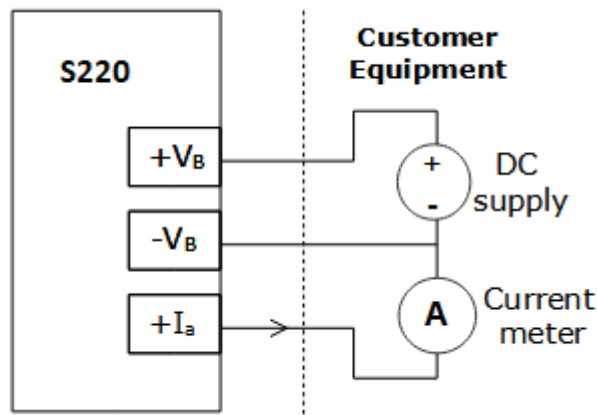 S220
Customer
Equipment
+VB
+
-
DC
supply
-VB
+Ia
A
Current
meter